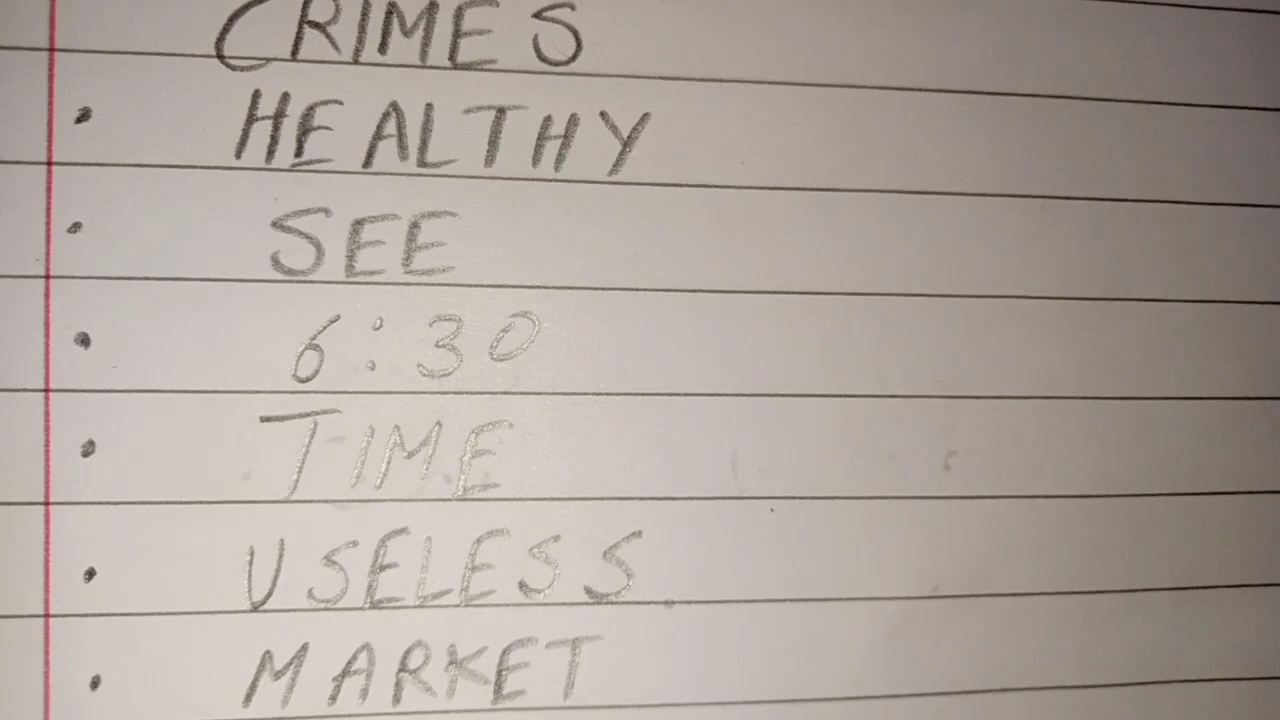 CRIMES
• HEALTHY
• SEE
• 6:30
• TIME
• USELESS
• MARKET